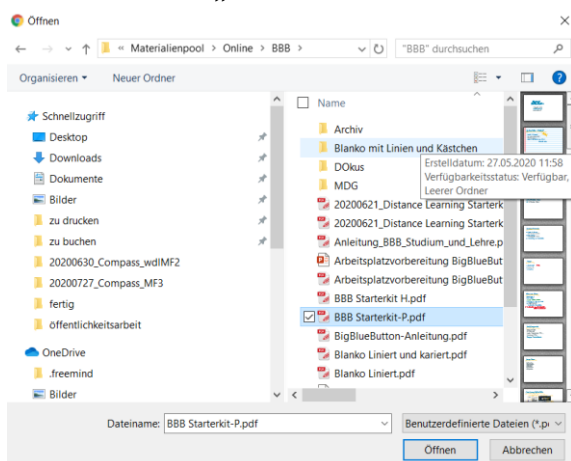 Öffnen
« Materialienpool > Online > BBB >
"BBB" durchsuchen
Organisieren
Neuer Ordner
Name
Schnellzugriff
Desktop
Downloads
Dokumente
Bilder
zu drucken
zu buchen
20200630_Compass_wdlMF2
20200727_Compass_MF3
fertig
öffentlichkeitsarbeit
OneDrive
.freemind
Bilder
Archiv
Blanko mit Linien und Kästchen
DOkus
MDG
20200621_Distance Learning Starterk
20200621_Distance Learning Starterk
Anleitung_BBB_Studium_und_Lehre.p
Arbeitsplatzvorbereitung BigBlueBut
Arbeitsplatzvorbereitung BigBlueBut
BBB Starterkit H.pdf
BBB Starterkit-P.pdf
BigBlueButton-Anleitung.pdf
Blanko Liniert und kariert.pdf
Blanko Liniert.pdf
Erstelldatum: 27.05.2020 11:58
Verfügbarkeitsstatus: Verfügbar,
Leerer Ordner
Dateiname: BBB Starterkit-P.pdf
Benutzerdefinierte Dateien (*.p
Öffnen
Abbrechen